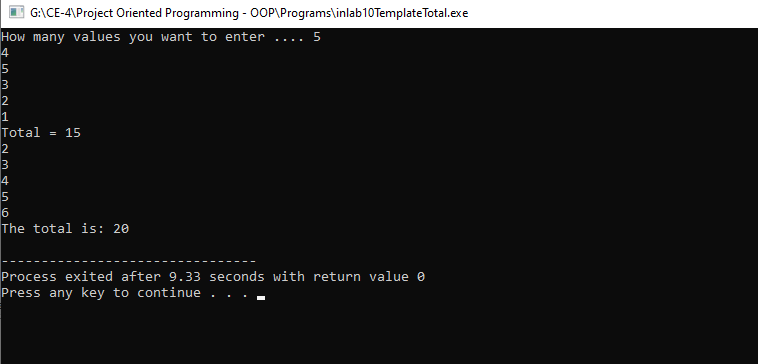 G:\CE-4\Project Oriented Programming - OOP\Programs\inlab10TemplateTotal.exe
How many values you want to enter .... 5
4
5
3
2
1
Total = 15
2
3
4
5
6
The total is: 20
--------------------------------
Process exited after 9.33 seconds with return value 0
Press any key to continue . . .